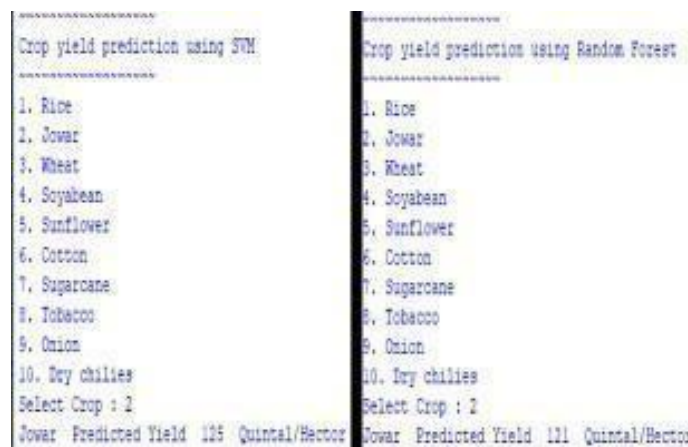 Crop yield prediction using SVM
1. Rice
2. Jowar
3. Wheat
4. Soyabean
5. Sunflower
6. Cotton
7. Sugarcane
8. Tobacco
9. Onion
10. Dry chilies
Select Crop : 2
Jowar Predicted Yield 125 Quintal/Hector
Crop yield prediction using Random Forest
1. Rice
2. Jowar
3. Wheat
4. Soyabean
5. Sunflower
6. Cotton
7. Sugarcane
8. Tobacco
9. Onion
10. Dry chilies
Select Crop : 2
Jowar Predicted Yield 121 Quintal/Hector